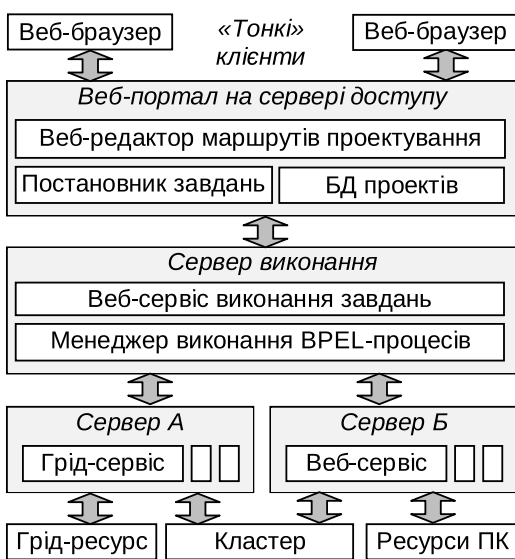 Веб-браузер
«Тонкі»
клієнти
Веб-браузер
Веб-портал на сервері доступу
Веб-редактор маршрутів проектування
Постановник завдань
БД проектів
Сервер виконання
Веб-сервіс виконання завдань
Менеджер виконання BPEL-процесів
Сервер А
Сервер Б
Грід-сервіс
Веб-сервіс
Грід-ресурс
Кластер
Ресурси ПК